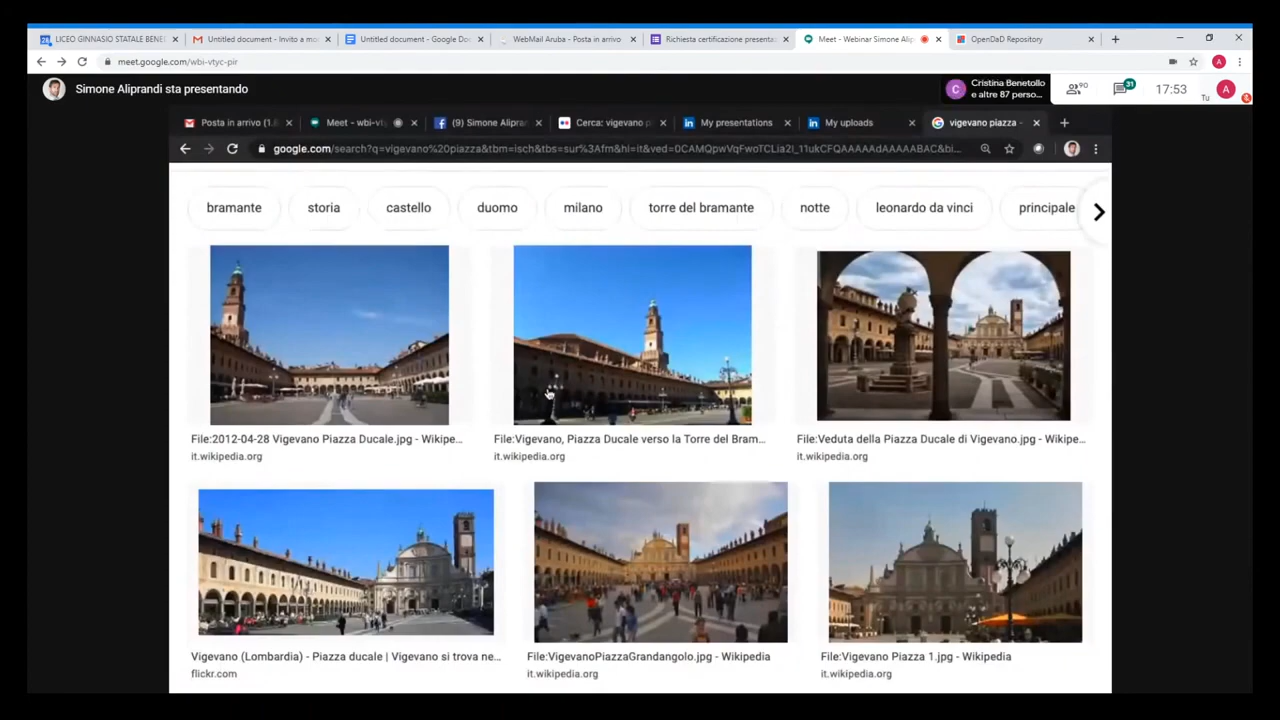 LICEO GINNASIO STATALE BENE
Untitled document - Invito a mo
Untitled document - Google Do
WebMail Aruba - Posta in arrivo
Richiesta certificazione presenta
Meet - Webinar Simone Alip
OpenDaD Repository
meet.google.com/wbi-vtyc-pir
A
Simone Aliprandi sta presentando
C
Cristina Benetollo
e altre 87 perso...
90
31
17:53
Tu
A
Posta in arrivo (1.
Meet - wbi-v
(9) Simone Alipran
Cerca: vigevano p
My presentations
My uploads
vigevano piazza -
google.com/search?q=vigevano%20piazza&tbm=isch&tbs=sur%3Afm&hl=it&ved=0CAMQpwVqFwoTCLia2I_11ukCFQAAAAAdAAAAABAC&bi...
bramante
storia
castello
duomo
milano
torre del bramante
notte
leonardo da vinci
principale
File:2012-04-28 Vigevano Piazza Ducale.jpg - Wikipe...
it.wikipedia.org
File:Vigevano, Piazza Ducale verso la Torre del Bram...
it.wikipedia.org
File:Veduta della Piazza Ducale di Vigevano.jpg - Wikipe...
it.wikipedia.org
Vigevano (Lombardia) - Piazza ducale | Vigevano si trova ne...
flickr.com
File:VigevanoPiazzaGrandangolo.jpg - Wikipedia
it.wikipedia.org
File:Vigevano Piazza 1.jpg - Wikipedia
it.wikipedia.org